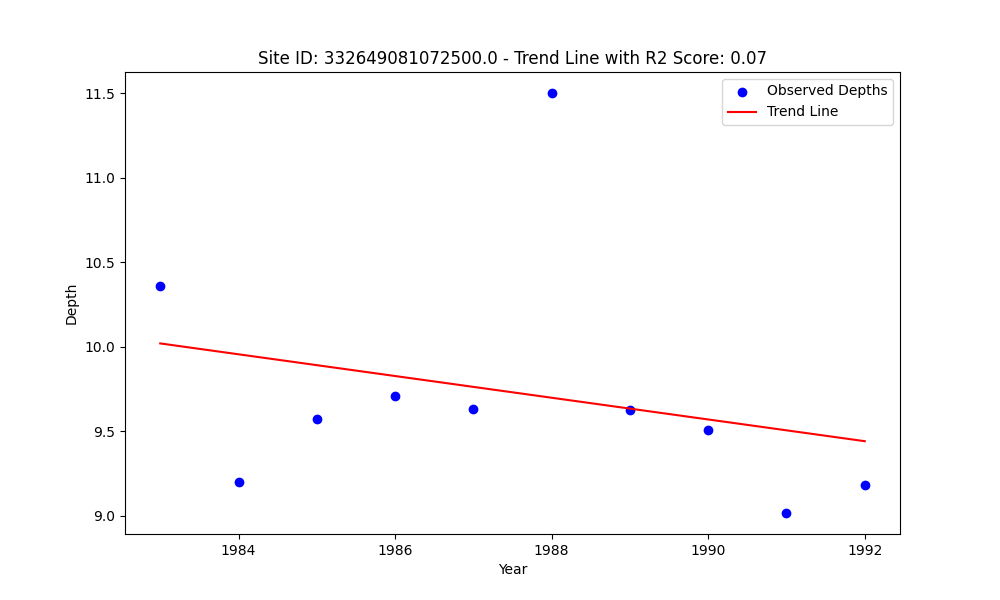 Site ID: 332649081072500.0 - Trend Line with R2 Score: 0.07
Observed Depths
Trend Line
11.5
11.0
10.5
10.0
9.5
9.0
Depth
1984
1986
1988
1990
1992
Year